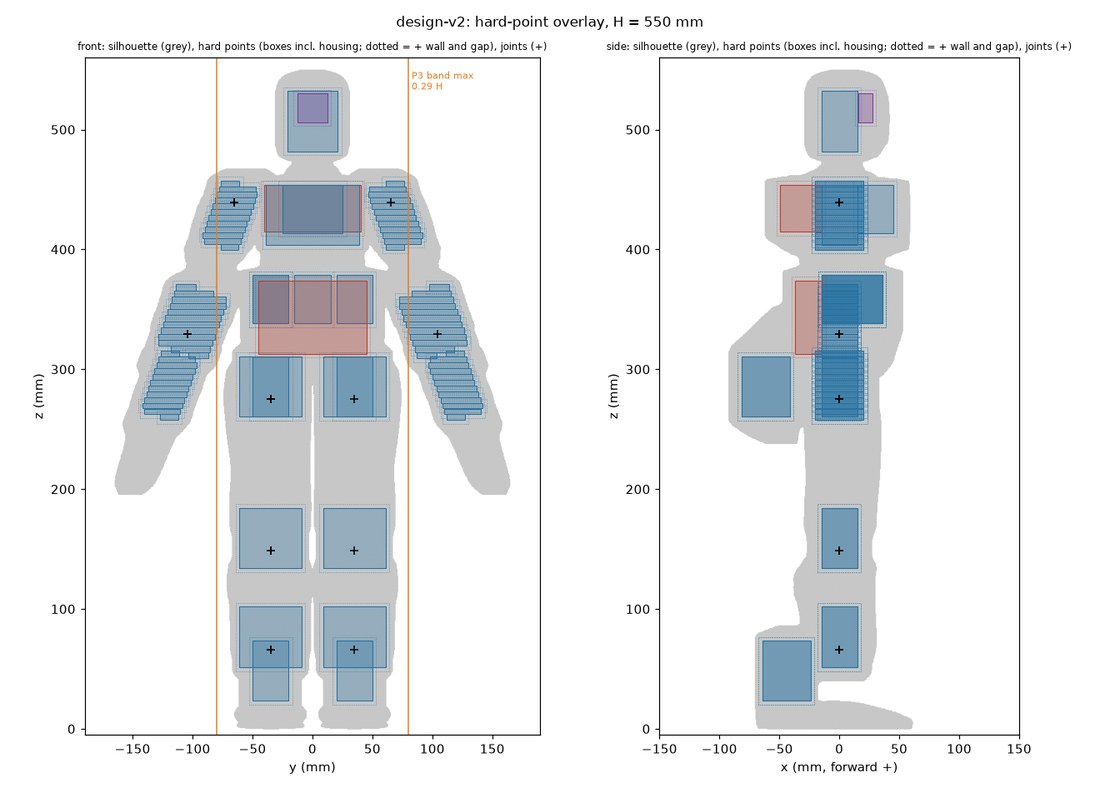 design-v2: hard-point overlay, H = 550 mm
front: silhouette (grey), hard points (boxes incl. housing; dotted = + wall and gap), joints (+)
P3 band max
0.29 H
500
400
300
200
100
0
z (mm)
−150
−100
−50
0
50
100
150
y (mm)
side: silhouette (grey), hard points (boxes incl. housing; dotted = + wall and gap), joints (+)
500
400
300
200
100
0
z (mm)
−150
−100
−50
0
50
100
150
x (mm, forward +)